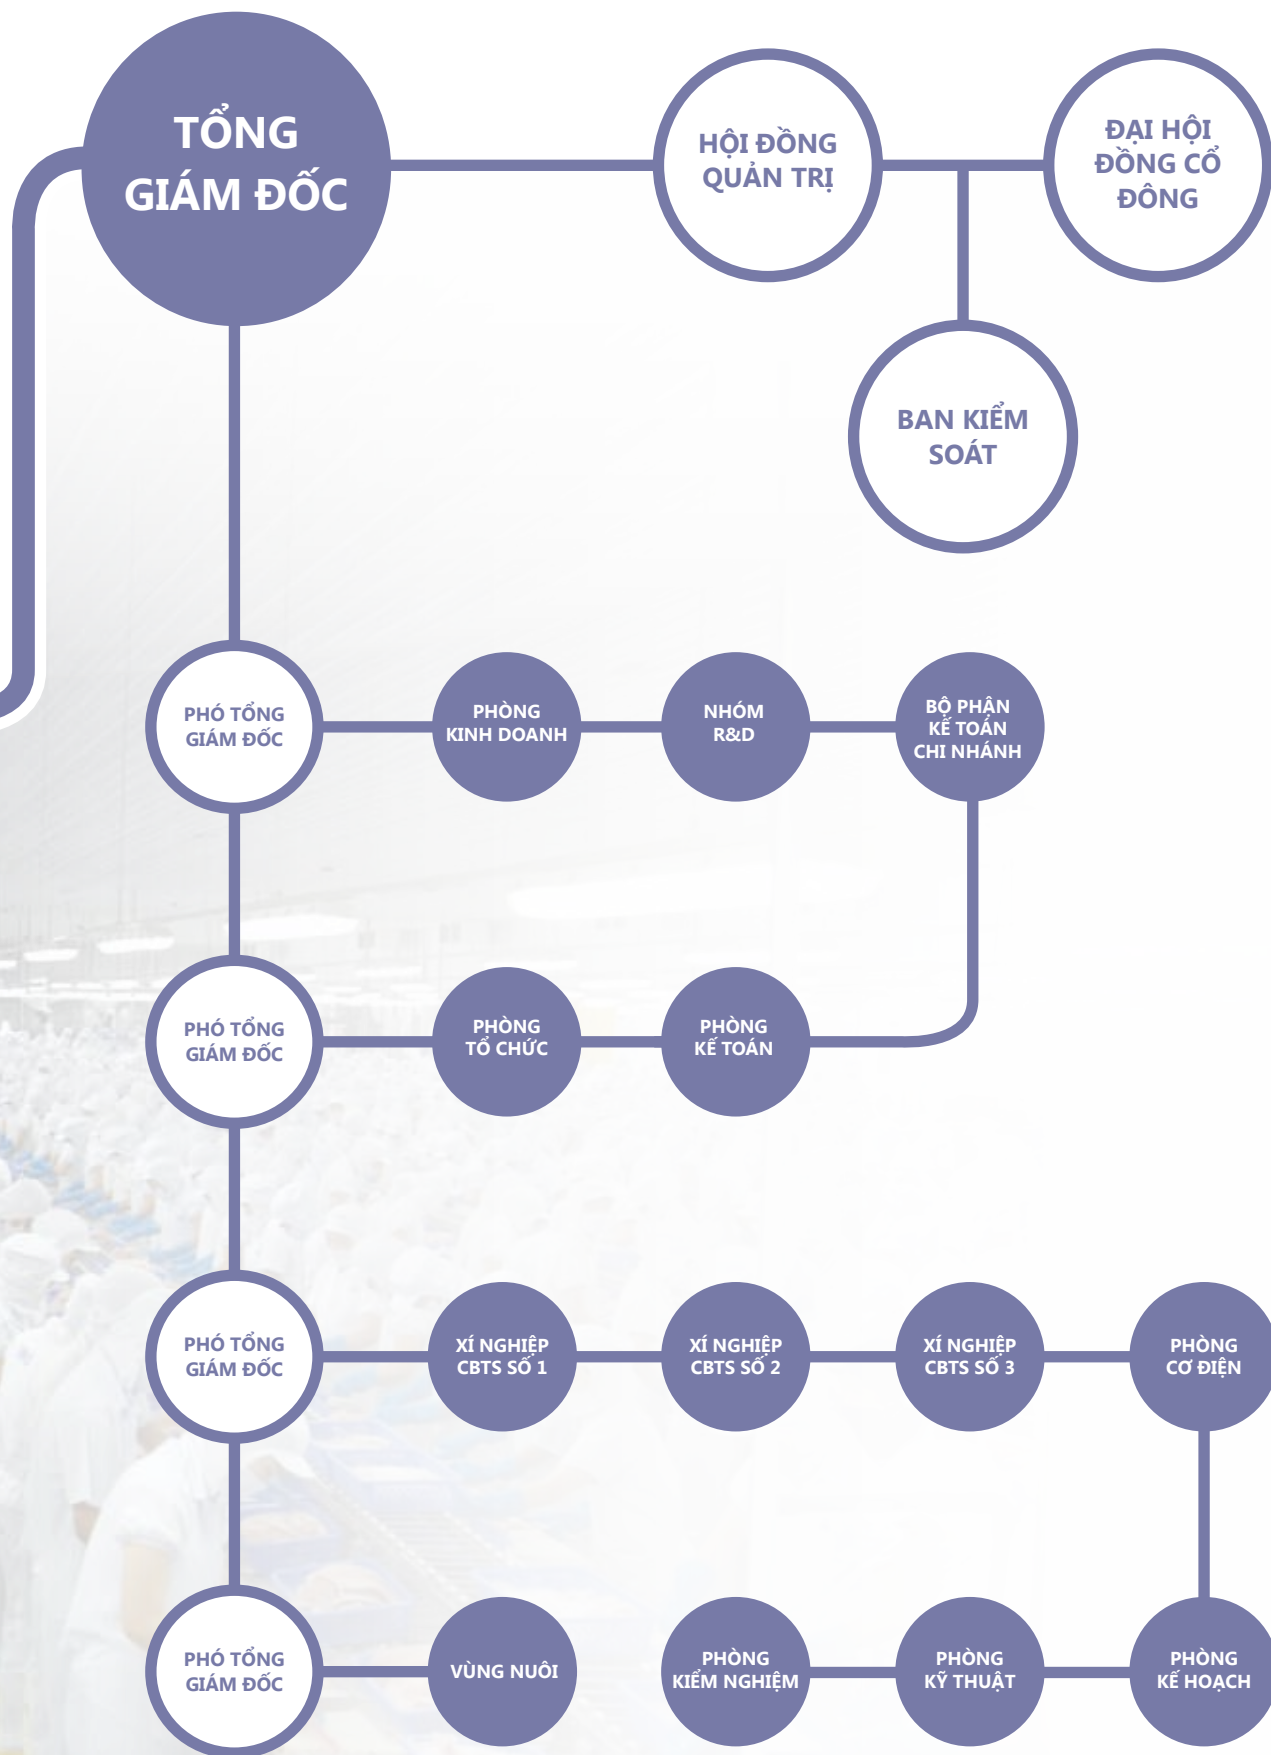 TỔNG
GIÁM ĐỐC
HỘI ĐỒNG
QUẢN TRỊ
ĐẠI HỘI
ĐỒNG CỔ
ĐÔNG
BAN KIỂM
SOÁT
PHÓ TỔNG
GIÁM ĐỐC
PHÒNG
KINH DOANH
NHÓM
R&D
BỘ PHẬN
KẾ TOÁN
CHI NHÁNH
PHÓ TỔNG
GIÁM ĐỐC
PHÒNG
TỔ CHỨC
PHÒNG
KẾ TOÁN
PHÓ TỔNG
GIÁM ĐỐC
XÍ NGHIỆP
CBTS SỐ 1
XÍ NGHIỆP
CBTS SỐ 2
XÍ NGHIỆP
CBTS SỐ 3
PHÒNG
CƠ ĐIỆN
PHÓ TỔNG
GIÁM ĐỐC
VÙNG NUÔI
PHÒNG
KIỂM NGHIỆM
PHÒNG
KỸ THUẬT
PHÒNG
KẾ HOẠCH